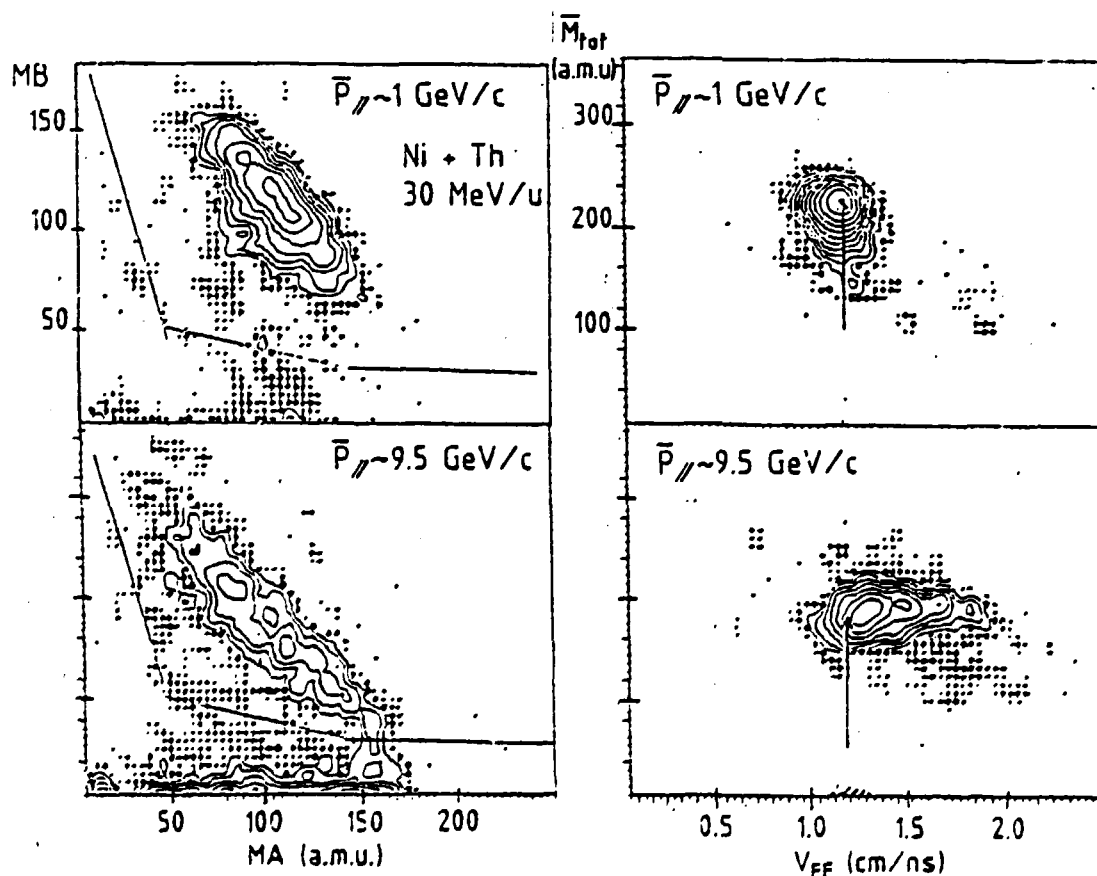 M̄tot
(a.m.u)
MB
P̄// ~1 GeV/c
Ni + Th
30 MeV/u
150
100
50
P̄// ~1 GeV/c
300
200
100
P̄// ~9.5 GeV/c
P̄// ~9.5 GeV/c
50 100 150 200
MA (a.m.u.)
0.5 1.0 1.5 2.0
VFF (cm/ns)